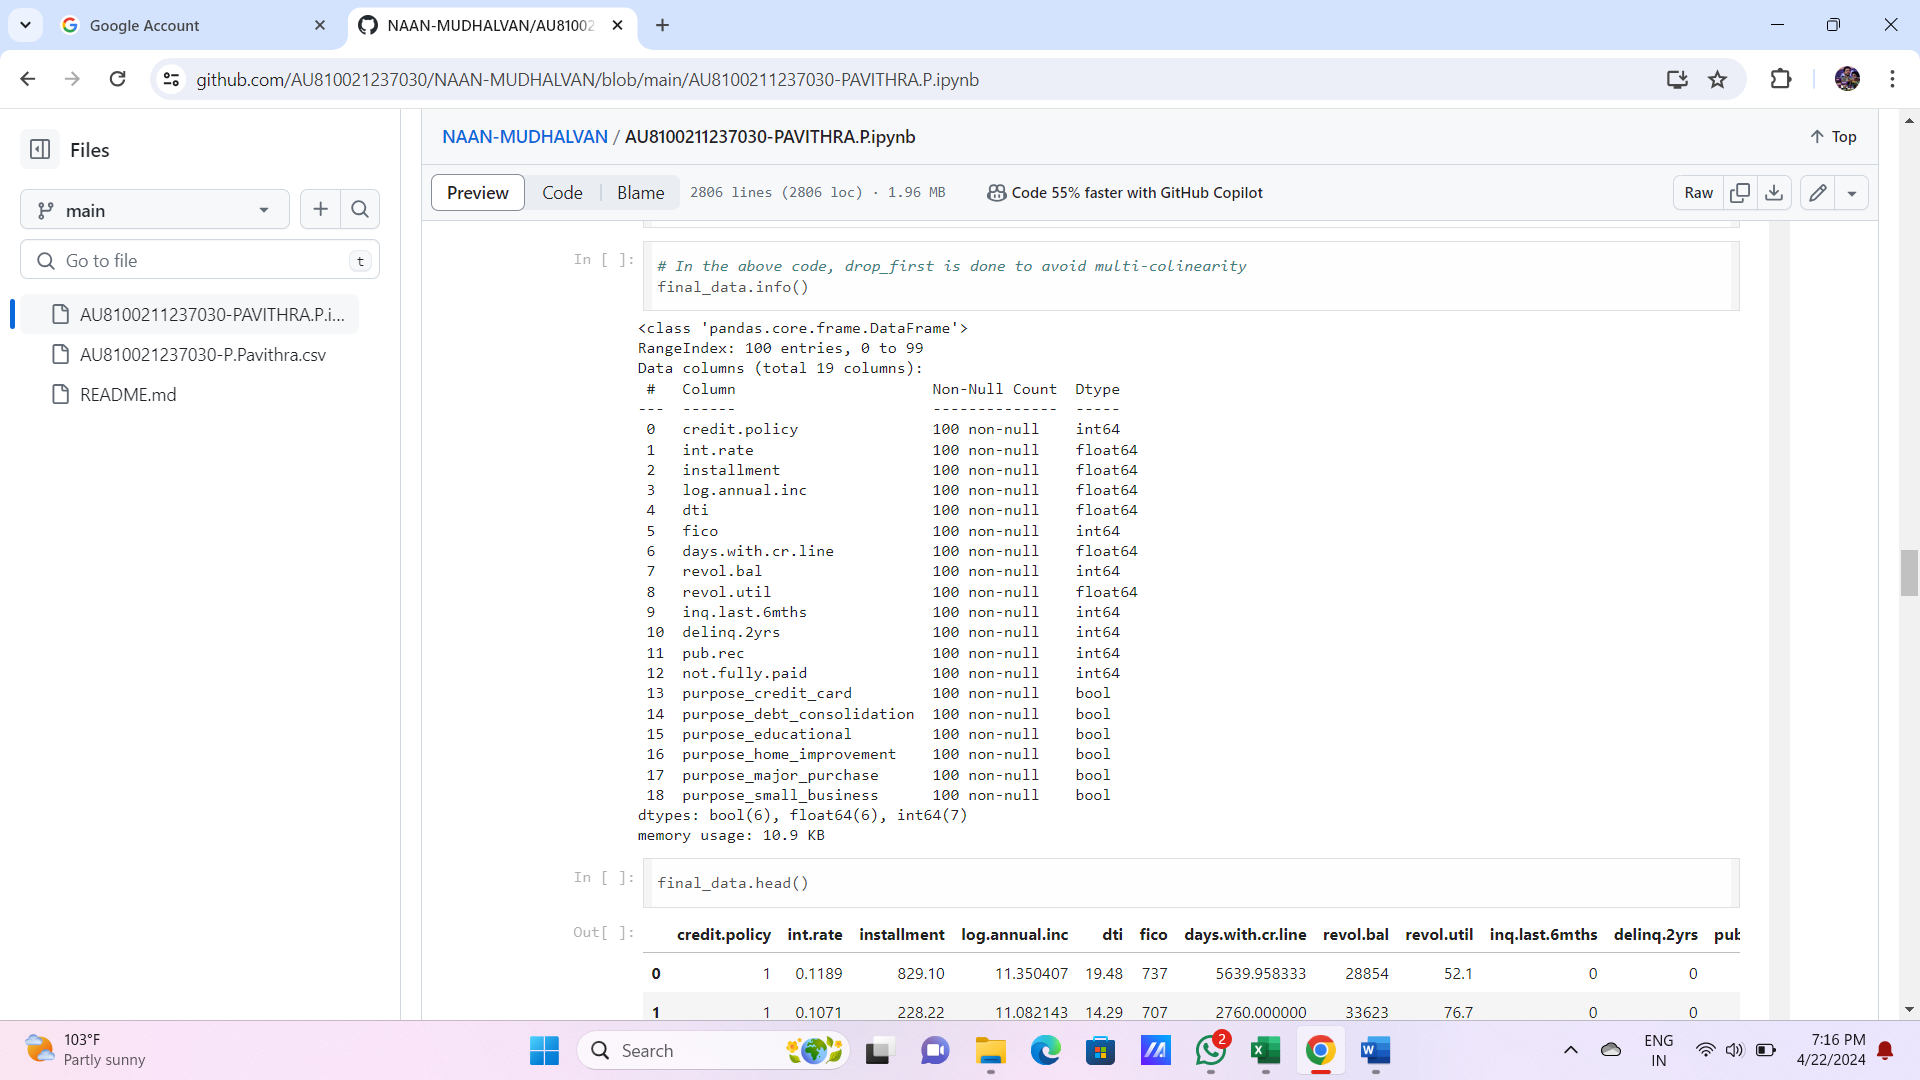 Google Account
NAAN-MUDHALVAN/AU81002
github.com/AU810021237030/NAAN-MUDHALVAN/blob/main/AU8100211237030-PAVITHRA.P.ipynb
Files
main
Go to file
t
AU8100211237030-PAVITHRA.P.i...
AU810021237030-P.Pavithra.csv
README.md
NAAN-MUDHALVAN / AU8100211237030-PAVITHRA.P.ipynb
Top
Preview
Code
Blame
2806 lines (2806 loc) · 1.96 MB
Code 55% faster with GitHub Copilot
Raw
In [ ]:
# In the above code, drop_first is done to avoid multi-colinearity
final_data.info()
<class 'pandas.core.frame.DataFrame'>
RangeIndex: 100 entries, 0 to 99
Data columns (total 19 columns):
# Column Non-Null Count Dtype
--- ------ -------------- -----
0 credit.policy 100 non-null int64
1 int.rate 100 non-null float64
2 installment 100 non-null float64
3 log.annual.inc 100 non-null float64
4 dti 100 non-null float64
5 fico 100 non-null int64
6 days.with.cr.line 100 non-null float64
7 revol.bal 100 non-null int64
8 revol.util 100 non-null float64
9 inq.last.6mths 100 non-null int64
10 delinq.2yrs 100 non-null int64
11 pub.rec 100 non-null int64
12 not.fully.paid 100 non-null int64
13 purpose_credit_card 100 non-null bool
14 purpose_debt_consolidation 100 non-null bool
15 purpose_educational 100 non-null bool
16 purpose_home_improvement 100 non-null bool
17 purpose_major_purchase 100 non-null bool
18 purpose_small_business 100 non-null bool
dtypes: bool(6), float64(6), int64(7)
memory usage: 10.9 KB
In [ ]:
final_data.head()
Out[ ]:
credit.policy int.rate installment log.annual.inc dti fico days.with.cr.line revol.bal revol.util inq.last.6mths delinq.2yrs pub
0 1 0.1189 829.10 11.350407 19.48 737 5639.958333 28854 52.1 0 0
1 1 0.1071 228.22 11.082143 14.29 707 2760.000000 33623 76.7 0 0
103°F
Partly sunny
Search
2
ENG
IN
7:16 PM
4/22/2024